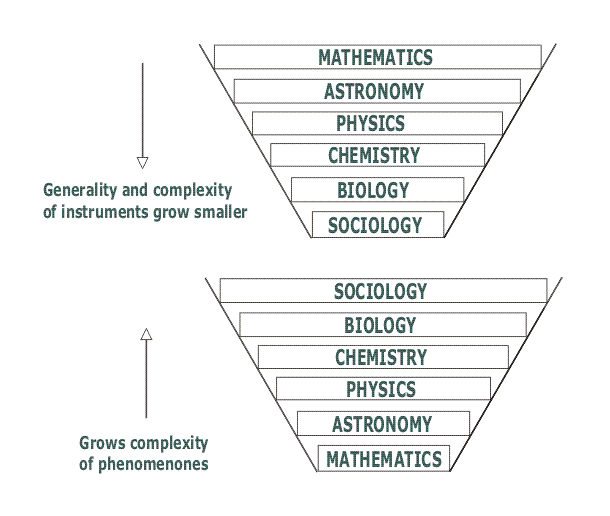 MATHEMATICS
ASTRONOMY
PHYSICS
CHEMISTRY
BIOLOGY
SOCIOLOGY
Generality and complexity
of instruments grow smaller
SOCIOLOGY
BIOLOGY
CHEMISTRY
PHYSICS
ASTRONOMY
MATHEMATICS
Grows complexity
of phenomenones